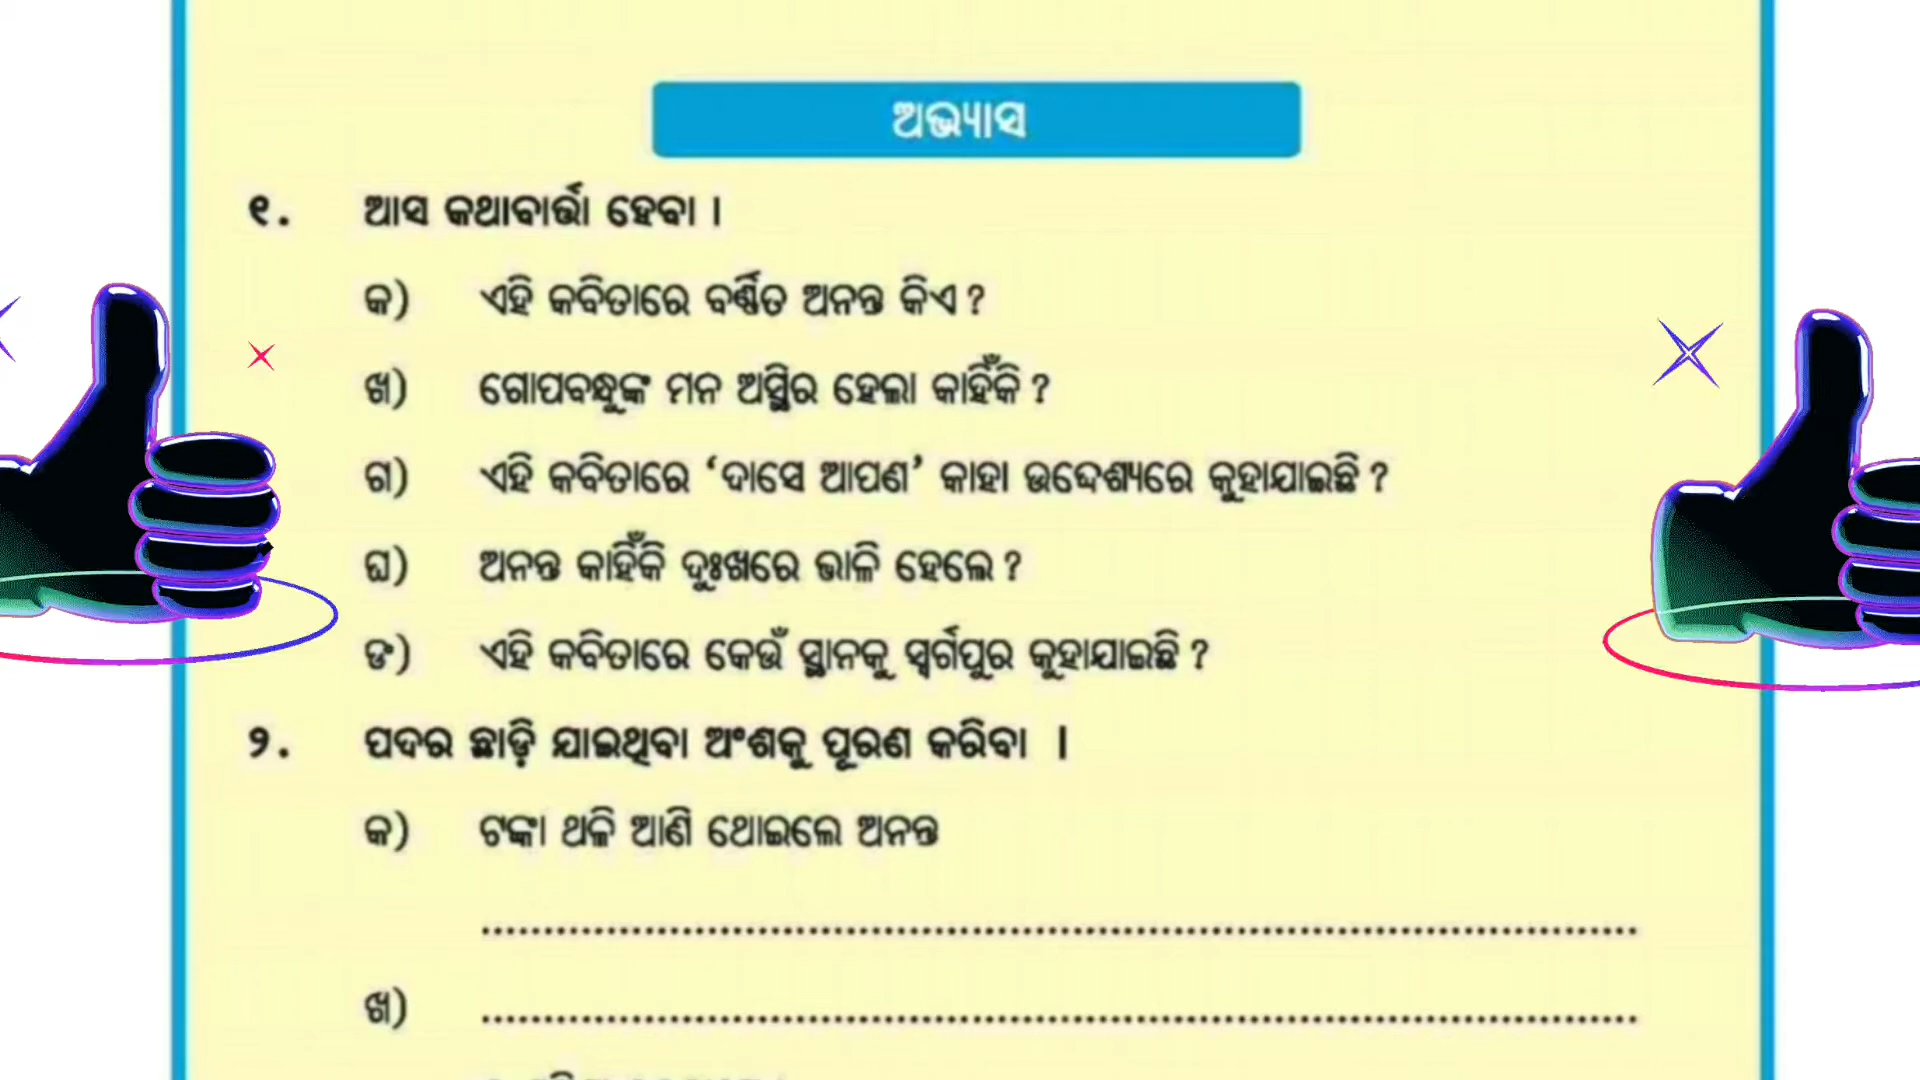 ଅଭ୍ୟାସ
୧. ଆସ କଥାବାର୍ତ୍ତା ହେବା ।
କ) ଏହି କବିତାରେ ବର୍ଣ୍ଣିତ ଅନନ୍ତ କିଏ ?
ଖ) ଗୋପବନ୍ଧୁଙ୍କ ମନ ଅସ୍ଥିର ହେଲା କାହିଁକି ?
ଗ) ଏହି କବିତାରେ ‘ଦାସେ ଆପଣ’ କାହା ଉଦ୍ଦେଶ୍ୟରେ କୁହାଯାଇଛି ?
ଘ) ଅନନ୍ତ କାହିଁକି ଦୁଃଖରେ ଭାଳି ହେଲେ ?
ଙ) ଏହି କବିତାରେ କେଉଁ ସ୍ଥାନକୁ ସ୍ୱର୍ଗପୁର କୁହାଯାଇଛି ?
୨. ପଦର ଛାଡ଼ି ଯାଇଥିବା ଅଂଶକୁ ପୂରଣ କରିବା ।
କ) ଟଙ୍କା ଥଳି ଆଣି ଥୋଇଲେ ଅନନ୍ତ
................................................................
ଖ) ................................................................